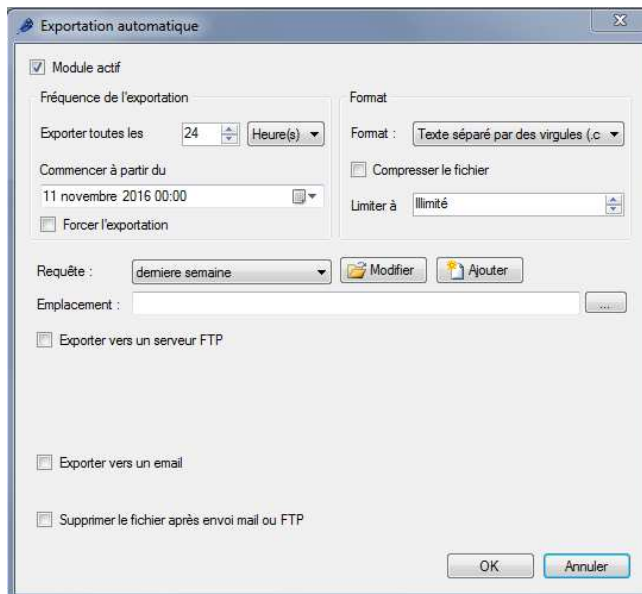 Exportation automatique
Module actif
Fréquence de l'exportation
Exporter toutes les 24 Heure(s)
Commencer à partir du
11 novembre 2016 00:00
Forcer l'exportation
Format
Format : Texte séparé par des virgules (.c
Compresser le fichier
Limiter à Illimité
Requête : derniere semaine Modifier Ajouter
Emplacement : ...
Exporter vers un serveur FTP
Exporter vers un email
Supprimer le fichier après envoi mail ou FTP
OK Annuler